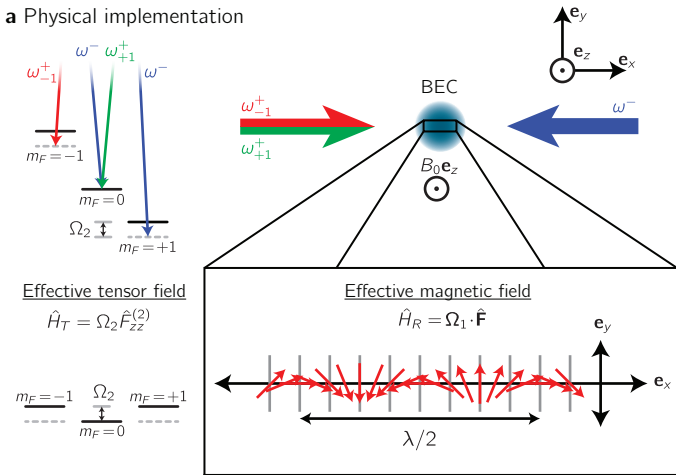 a Physical implementation
ω⁺₋₁
ω⁻
ω⁺₊₁
ω⁻
m_F=−1
m_F=0
Ω₂
m_F=+1
BEC
e_y
e_z
e_x
ω⁺₋₁
ω⁺₊₁
ω⁻
B₀e_z
Effective tensor field
Ĥ_T = Ω₂F̂_zz^(2)
m_F=−1
Ω₂
m_F=+1
m_F=0
Effective magnetic field
Ĥ_R = Ω₁·F̂
e_y
e_x
λ/2